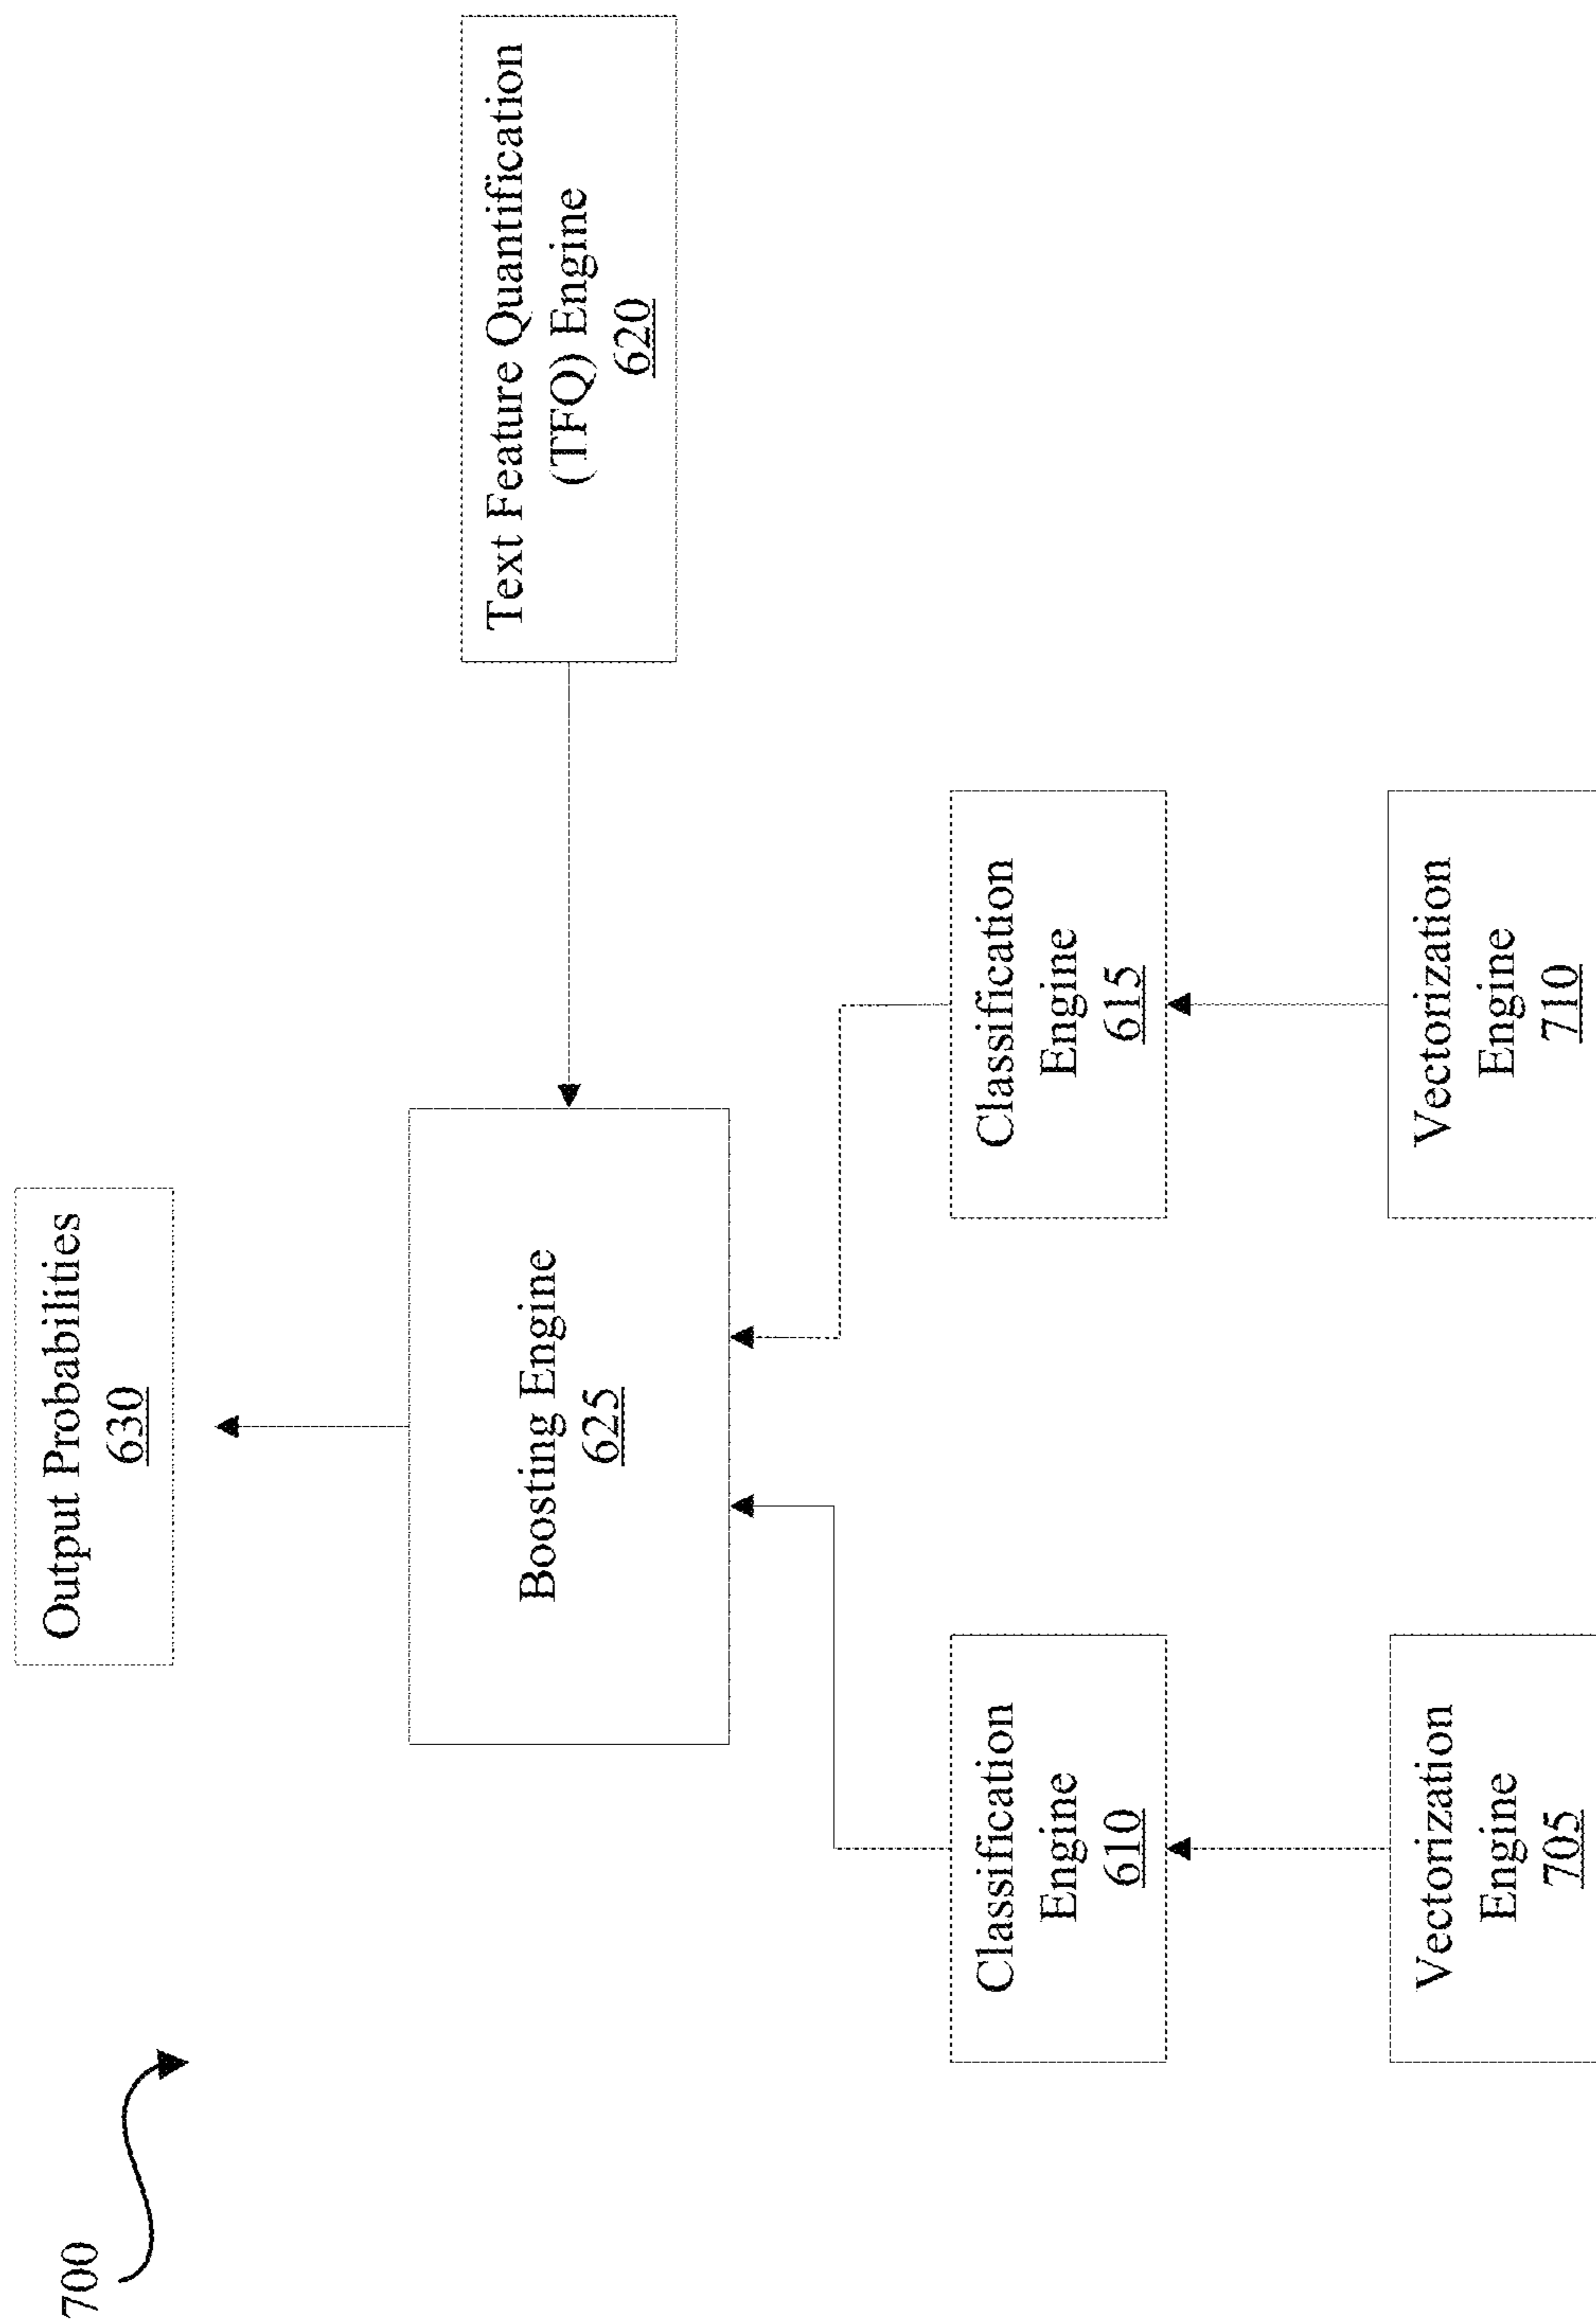 700
Output Probabilities
630
Boosting Engine
625
Text Feature Quantification
(TFQ) Engine
620
Classification
Engine
610
Classification
Engine
615
Vectorization
Engine
705
Vectorization
Engine
710